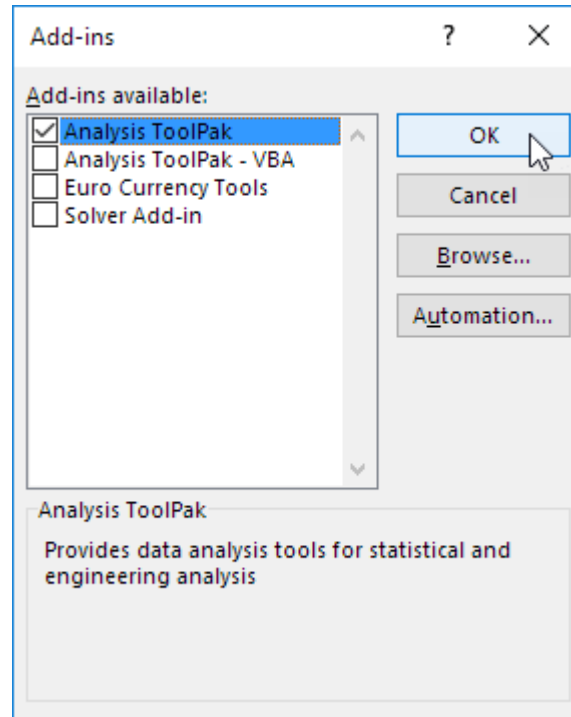 Add-ins
?
Add-ins available:
Analysis ToolPak
Analysis ToolPak - VBA
Euro Currency Tools
Solver Add-in
OK
Cancel
Browse...
Automation...
Analysis ToolPak
Provides data analysis tools for statistical and
engineering analysis